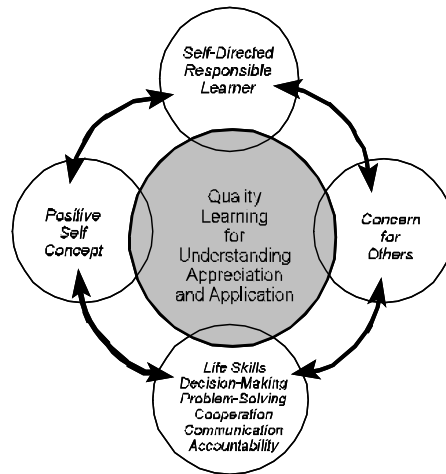 Self-Directed
Responsible
Learner
Positive
Self
Concept
Quality
Learning
for
Understanding
Appreciation
and Application
Concern
for
Others
Life Skills
Decision-Making
Problem-Solving
Cooperation
Communication
Accountability